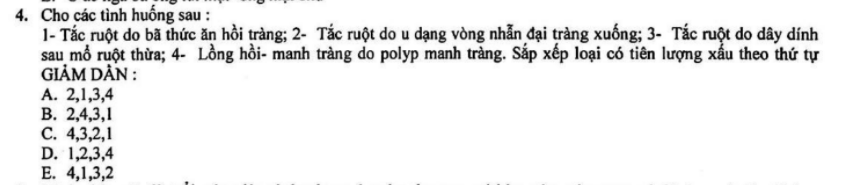 4. Cho các tình huống sau :
1- Tắc ruột do bã thức ăn hồi tràng; 2- Tắc ruột do u dạng vòng nhẫn đại tràng xuống; 3- Tắc ruột do dây dính
sau mổ ruột thừa; 4- Lồng hồi- manh tràng do polyp manh tràng. Sắp xếp loại có tiên lượng xấu theo thứ tự
GIẢM DẦN :
A. 2,1,3,4
B. 2,4,3,1
C. 4,3,2,1
D. 1,2,3,4
E. 4,1,3,2